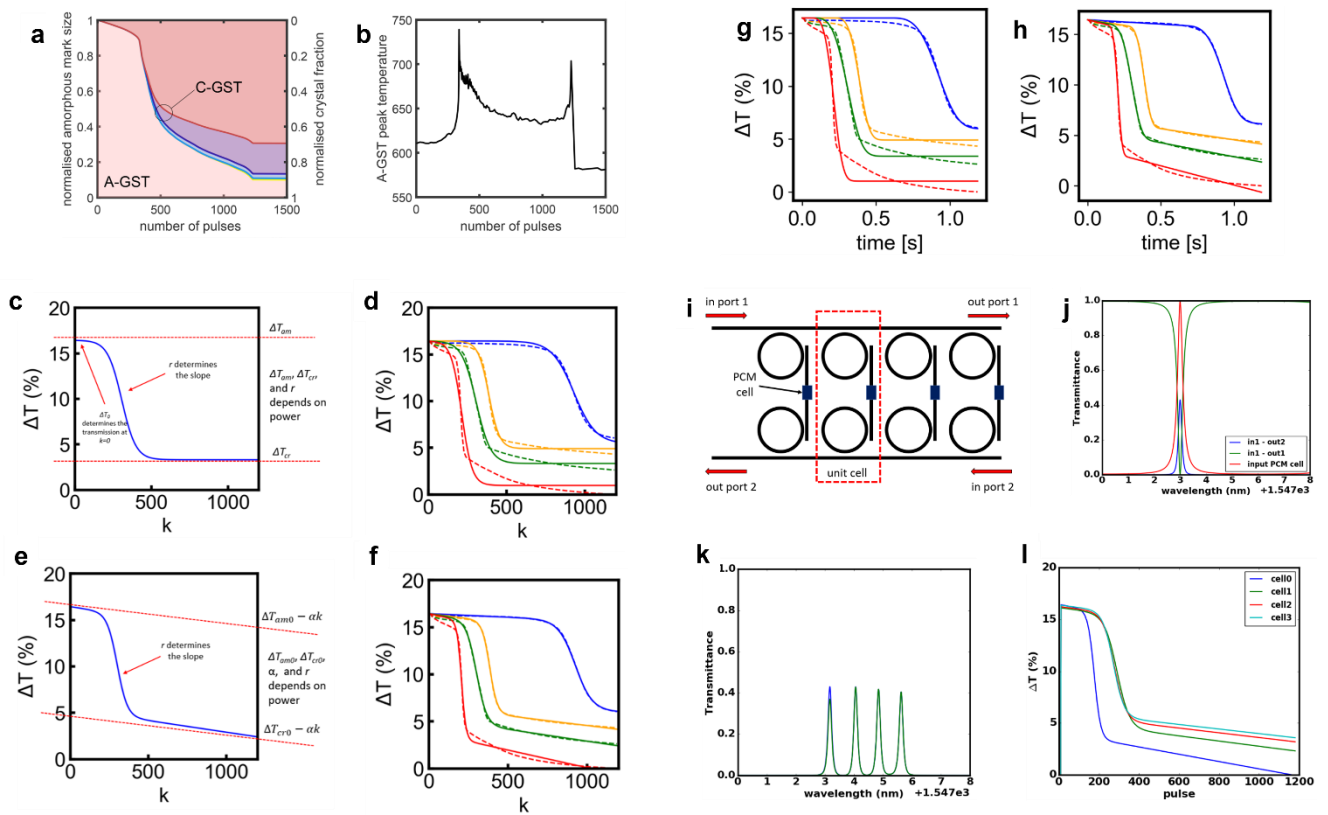 a
normalised amorphous mark size
1
0.8
0.6
0.4
0.2
0
C-GST
A-GST
0
0.2
0.4
0.6
0.8
1
normalised crystal fraction
0
500
1000
1500
number of pulses
b
A-GST peak temperature
750
700
650
600
550
0
500
1000
1500
number of pulses
g
ΔT (%)
15
10
5
0
0.0
0.5
1.0
time [s]
h
ΔT (%)
15
10
5
0
0.0
0.5
1.0
time [s]
c
ΔT (%)
20
15
10
5
0
ΔT_am
r determines
the slope
ΔT_am, ΔT_cr,
and r
depends on
power
ΔT_0
determines the
transmission at
k=0
ΔT_cr
0
500
1000
k
d
ΔT (%)
20
15
10
5
0
0
500
1000
k
i
in port 1
out port 1
PCM
cell
out port 2
unit cell
in port 2
j
Transmittance
1.0
0.8
0.6
0.4
0.2
0.0
in1 - out2
in1 - out1
input PCM cell
0 1 2 3 4 5 6 7 8
wavelength (nm) +1.547e3
e
ΔT (%)
20
15
10
5
0
ΔT_am0 − αk
r determines
the slope
ΔT_am0, ΔT_cr0,
α, and r
depends on
power
ΔT_cr0 − αk
0
500
1000
k
f
ΔT (%)
20
15
10
5
0
0
500
1000
k
k
Transmittance
1.0
0.8
0.6
0.4
0.2
0.0
0 1 2 3 4 5 6 7 8
wavelength (nm) +1.547e3
l
ΔT (%)
20
15
10
5
0
cell0
cell1
cell2
cell3
0 200 400 600 800 1000 1200
pulse